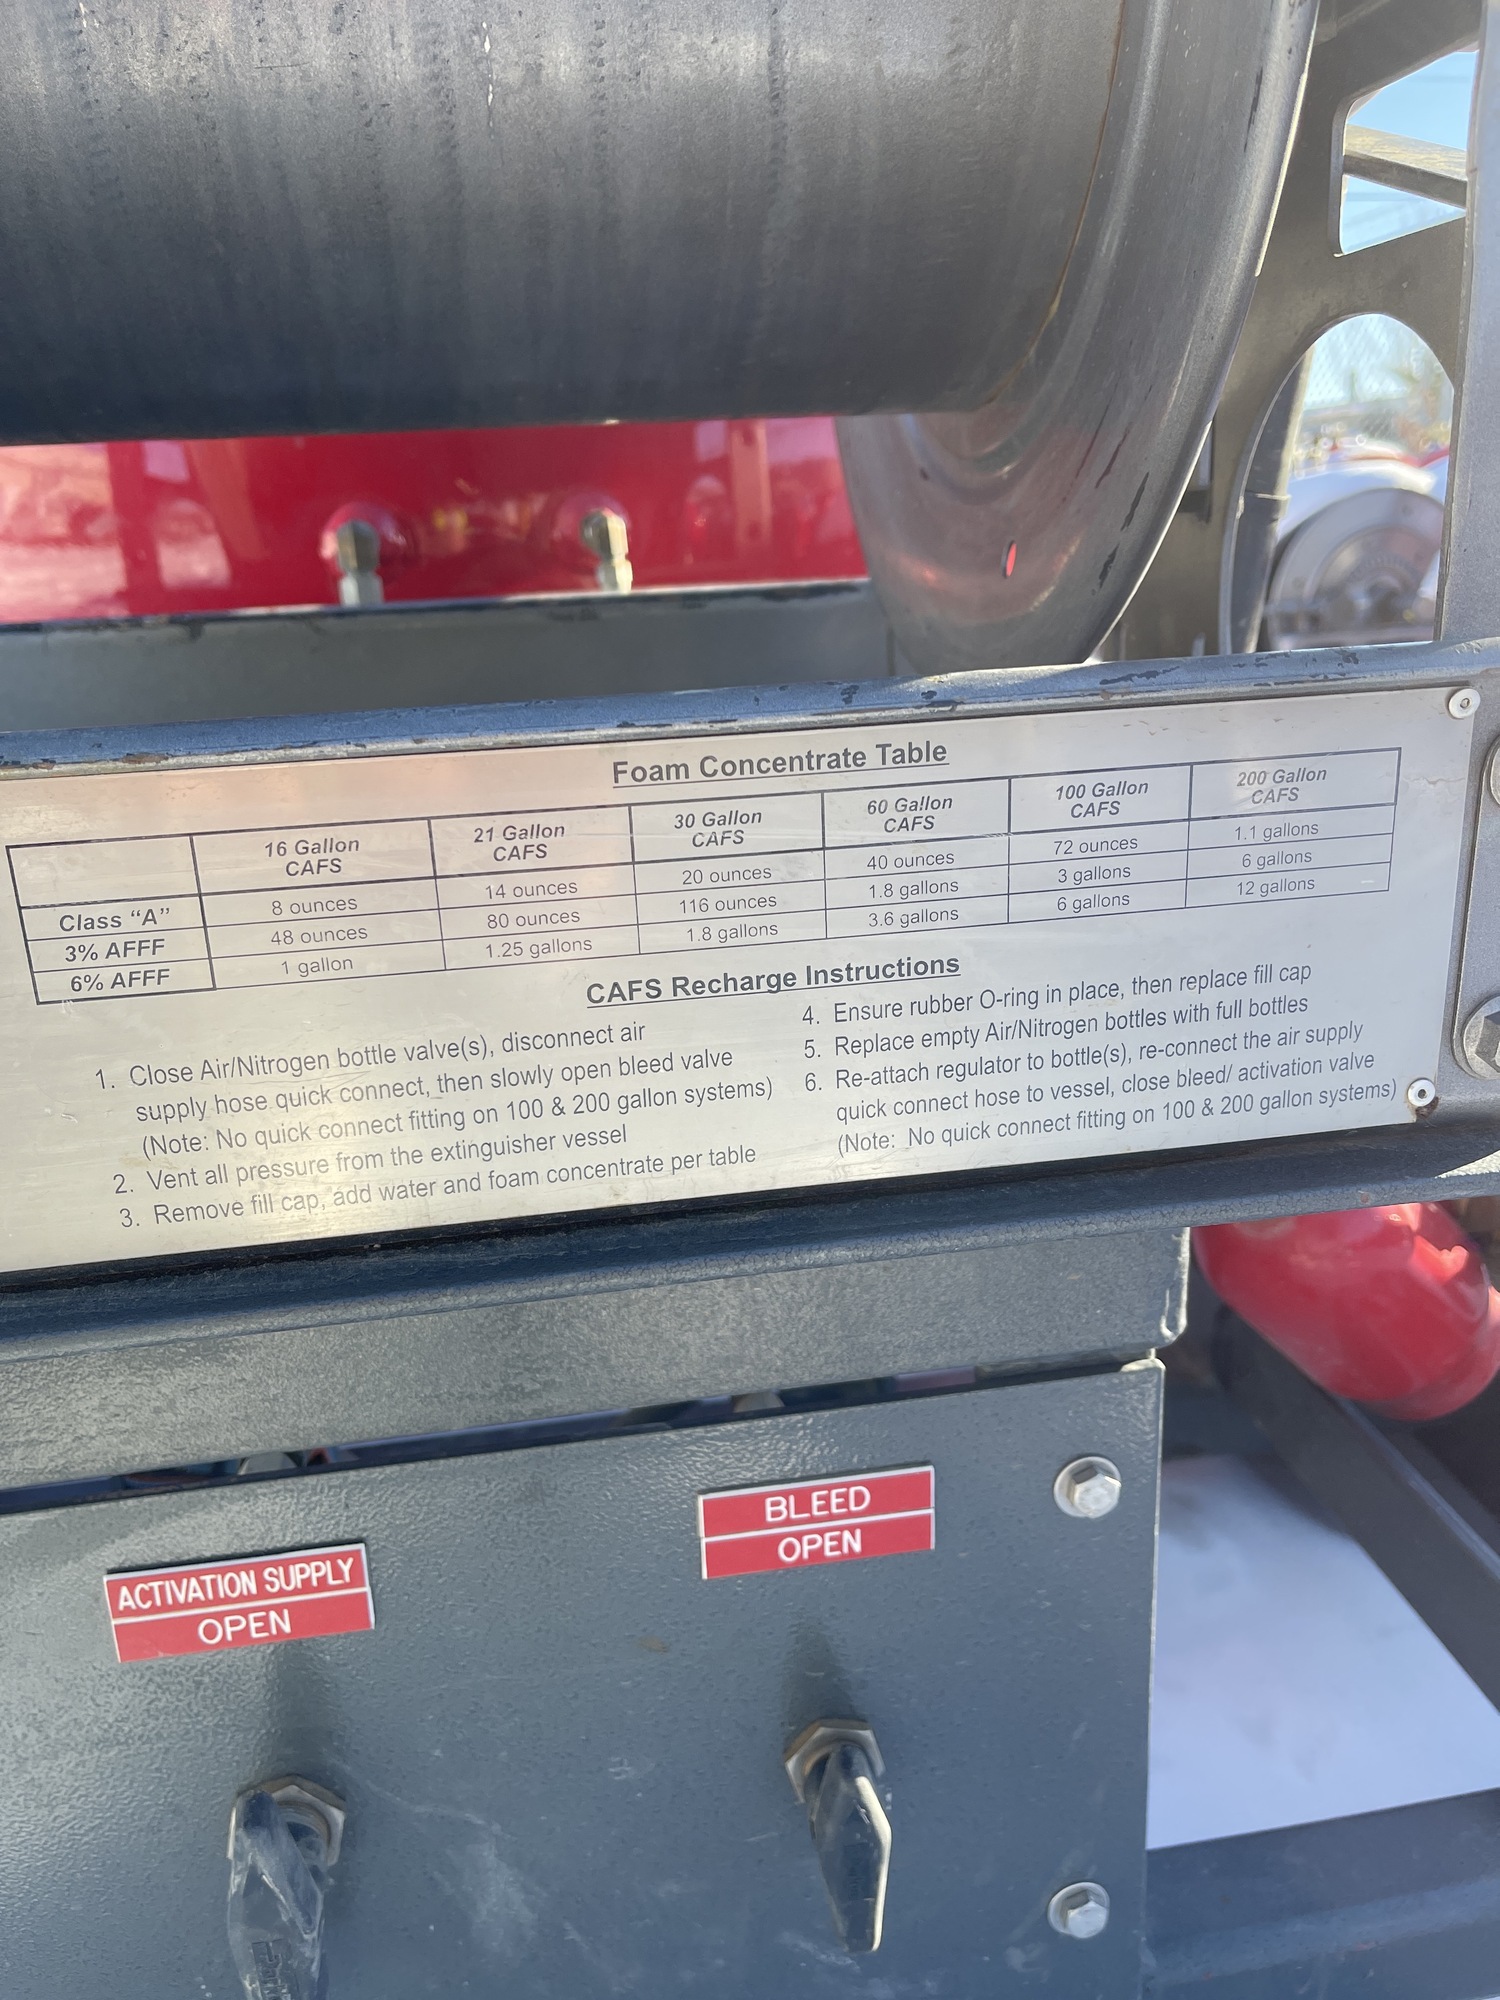 Foam Concentrate Table
16 Gallon CAFS 21 Gallon CAFS 30 Gallon CAFS 60 Gallon CAFS 100 Gallon CAFS 200 Gallon CAFS
Class “A” 8 ounces 14 ounces 20 ounces 40 ounces 72 ounces 1.1 gallons
3% AFFF 48 ounces 80 ounces 116 ounces 1.8 gallons 3 gallons 6 gallons
6% AFFF 1 gallon 1.25 gallons 1.8 gallons 3.6 gallons 6 gallons 12 gallons
CAFS Recharge Instructions
1. Close Air/Nitrogen bottle valve(s), disconnect air
supply hose quick connect, then slowly open bleed valve
(Note: No quick connect fitting on 100 & 200 gallon systems)
2. Vent all pressure from the extinguisher vessel
3. Remove fill cap, add water and foam concentrate per table
4. Ensure rubber O-ring in place, then replace fill cap
5. Replace empty Air/Nitrogen bottles with full bottles
6. Re-attach regulator to bottle(s), re-connect the air supply
quick connect hose to vessel, close bleed/ activation valve
(Note: No quick connect fitting on 100 & 200 gallon systems)
BLEED
OPEN
ACTIVATION SUPPLY
OPEN